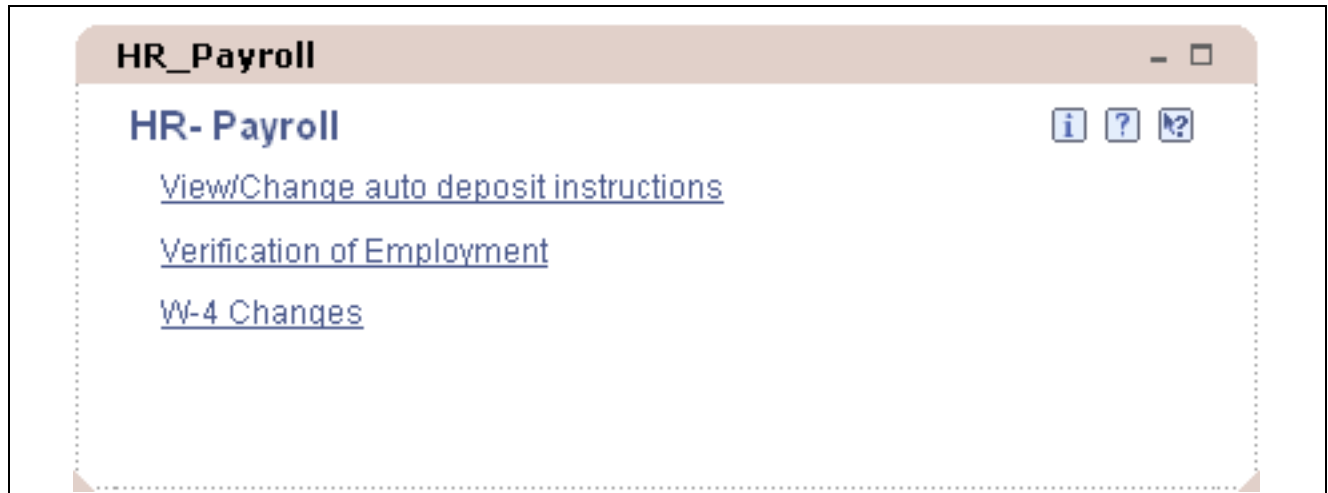 HR_Payroll
HR- Payroll
i ? ?
View/Change auto deposit instructions
Verification of Employment
W-4 Changes